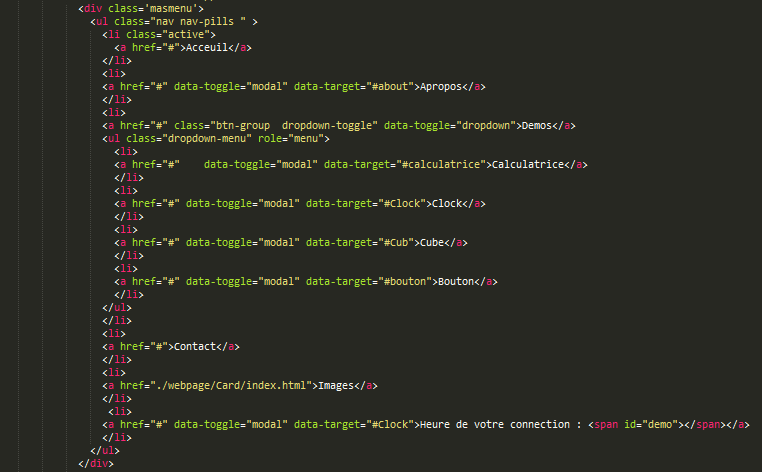 <div class='masmenu'>
<ul class="nav nav-pills " >
<li class="active">
<a href="#">Acceuil</a>
</li>
<li>
<a href="#" data-toggle="modal" data-target="#about">Apropos</a>
</li>
<li>
<a href="#" class="btn-group  dropdown-toggle" data-toggle="dropdown">Demos</a>
<ul class="dropdown-menu" role="menu">
<li>
<a href="#"    data-toggle="modal" data-target="#calculatrice">Calculatrice</a>
</li>
<li>
<a href="#" data-toggle="modal" data-target="#Clock">Clock</a>
</li>
<li>
<a href="#" data-toggle="modal" data-target="#Cub">Cube</a>
</li>
<li>
<a href="#" data-toggle="modal" data-target="#bouton">Bouton</a>
</li>
</ul>
</li>
<li>
<a href="#">Contact</a>
</li>
<li>
<a href="./webpage/Card/index.html">Images</a>
</li>
<li>
<a href="#" data-toggle="modal" data-target="#Clock">Heure de votre connection : <span id="demo"></span></a>
</li>
</ul>
</div>